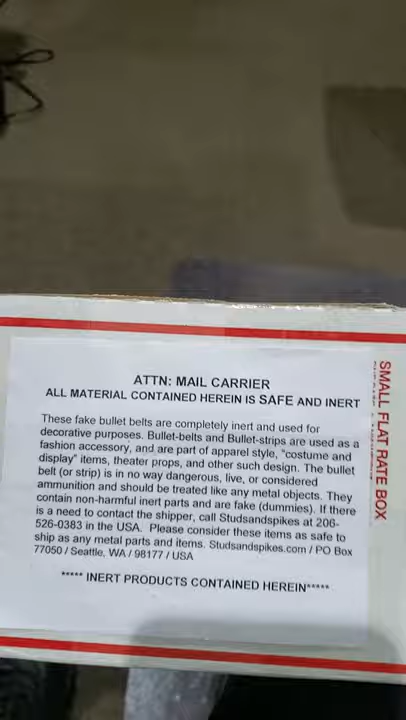 ATTN: MAIL CARRIER
ALL MATERIAL CONTAINED HEREIN IS SAFE AND INERT
These fake bullet belts are completely inert and used for
decorative purposes. Bullet-belts and Bullet-strips are used as a
fashion accessory, and are part of apparel style, "costume and
display" items, theater props, and other such design. The bullet
belt (or strip) is in no way dangerous, live, or considered
ammunition and should be treated like any metal objects. They
contain non-harmful inert parts and are fake (dummies). If there
is a need to contact the shipper, call Studsandspikes at 206-
526-0383 in the USA. Please consider these items as safe to
ship as any metal parts and items. Studsandspikes.com / PO Box
77050 / Seattle, WA / 98177 / USA
***** INERT PRODUCTS CONTAINED HEREIN*****
SMALL FLAT RATE BOX